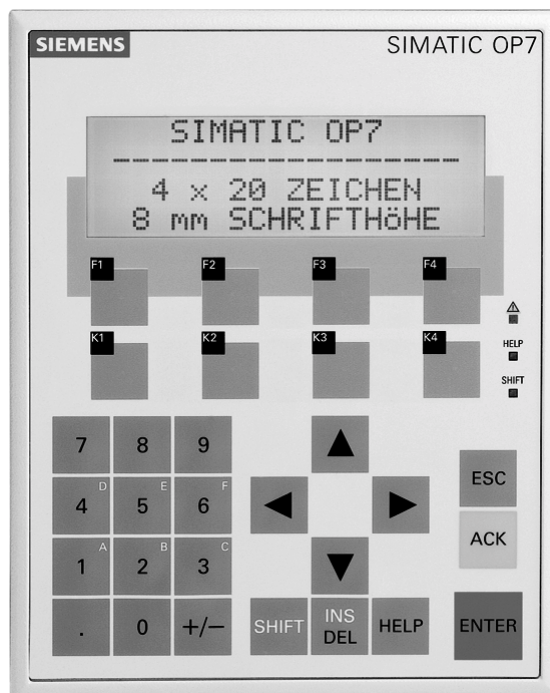 SIEMENS
SIMATIC OP7
SIMATIC OP7
--------------------
4 x 20 ZEICHEN
8 mm SCHRIFTHöHE
F1 F2 F3 F4
K1 K2 K3 K4
HELP
SHIFT
7 8 9
4 D 5 E 6 F
ESC
1 A 2 B 3 C
ACK
. 0 +/− SHIFT INS DEL HELP ENTER